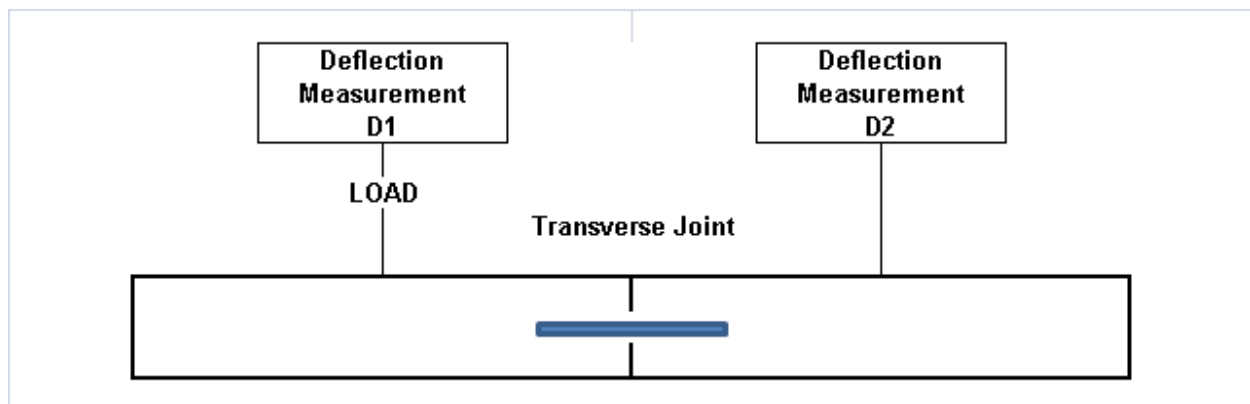 Deflection
Measurement
D1
Deflection
Measurement
D2
LOAD
Transverse Joint